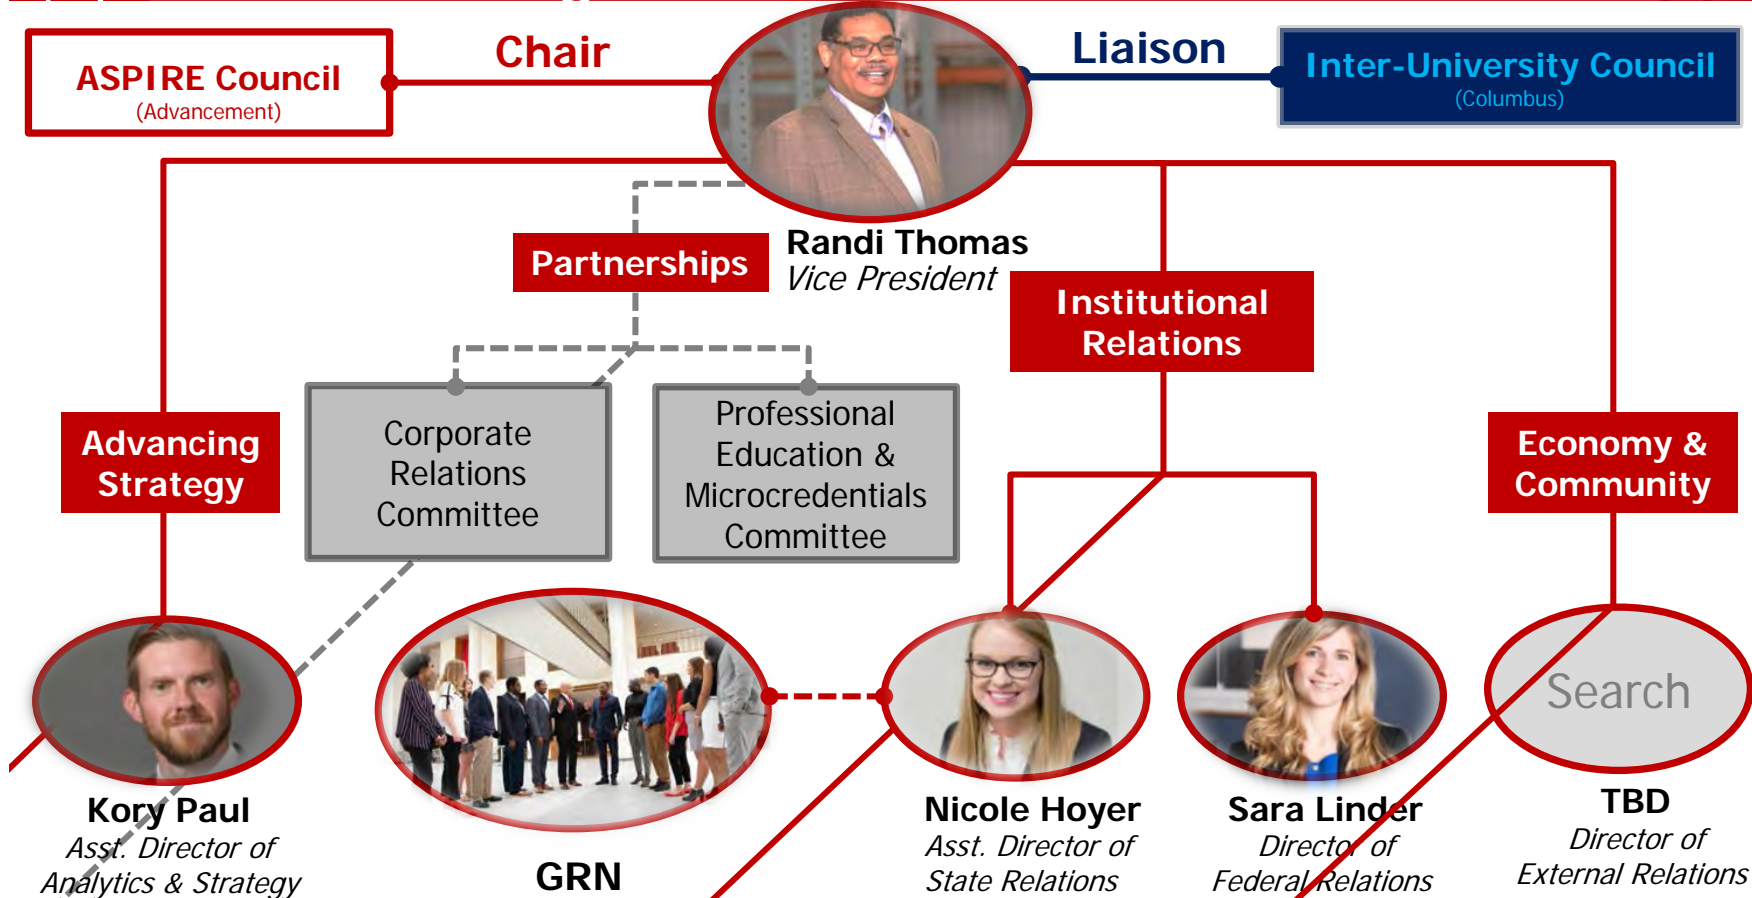 Chair
Liaison
ASPIRE Council
(Advancement)
Inter-University Council
(Columbus)
Randi Thomas
Vice President
Partnerships
Institutional
Relations
Advancing
Strategy
Corporate
Relations
Committee
Professional
Education &
Microcredentials
Committee
Economy &
Community
Search
Kory Paul
Asst. Director of
Analytics & Strategy
GRN
Nicole Hoyer
Asst. Director of
State Relations
Sara Linder
Director of
Federal Relations
TBD
Director of
External Relations